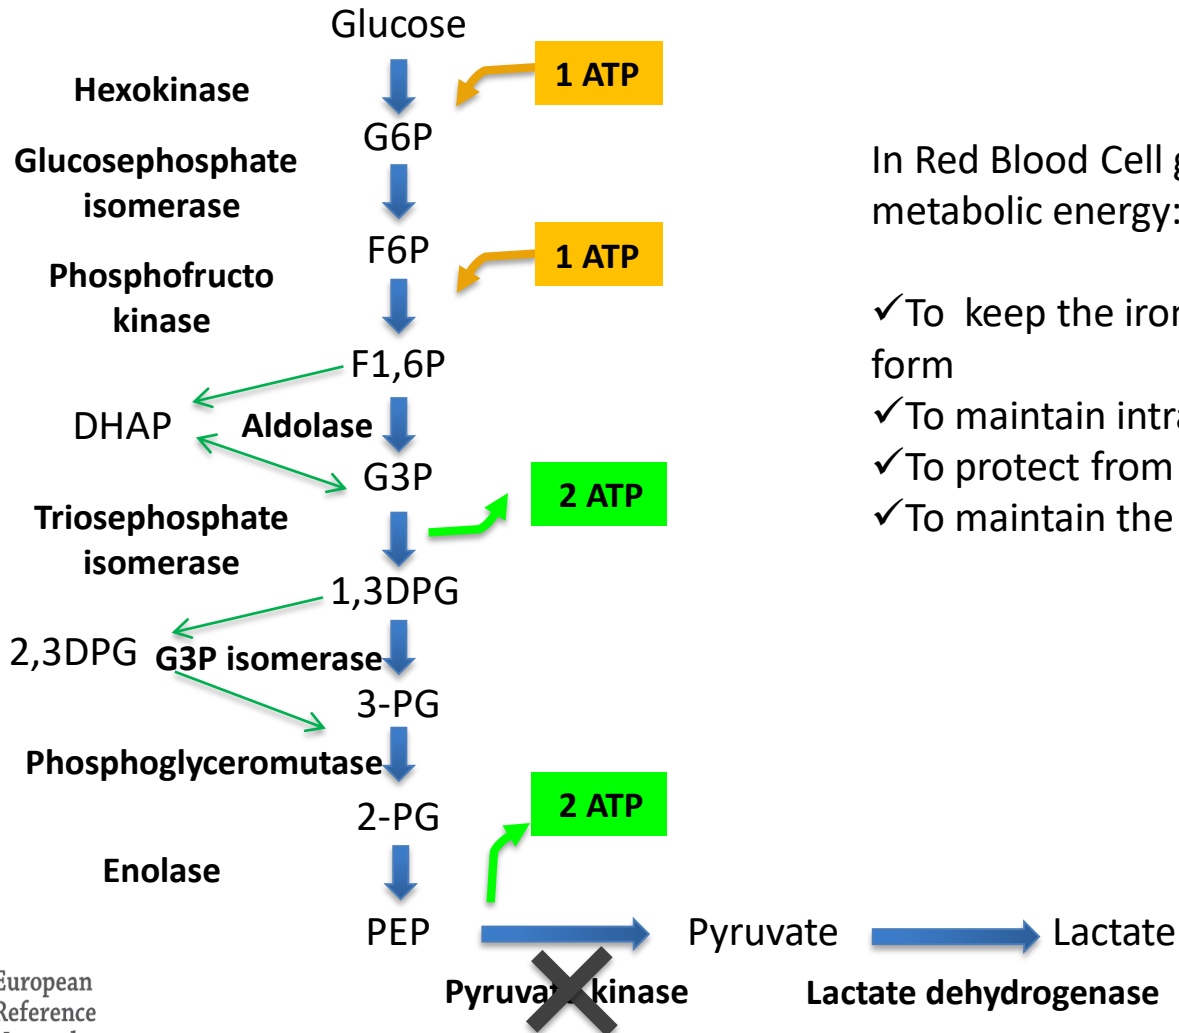 Glucose
1 ATP
Hexokinase
G6P
Glucosephosphate
isomerase
F6P
1 ATP
Phosphofructo
kinase
F1,6P
DHAP
Aldolase
G3P
2 ATP
Triosephosphate
isomerase
1,3DPG
2,3DPG
G3P isomerase
3-PG
Phosphoglyceromutase
2-PG
2 ATP
Enolase
PEP
Pyruvate
Lactate
Pyruvate kinase
Lactate dehydrogenase
In Red Blood Cell g
metabolic energy:
✓To keep the iron
form
✓To maintain intra
✓To protect from
✓To maintain the
European
Reference